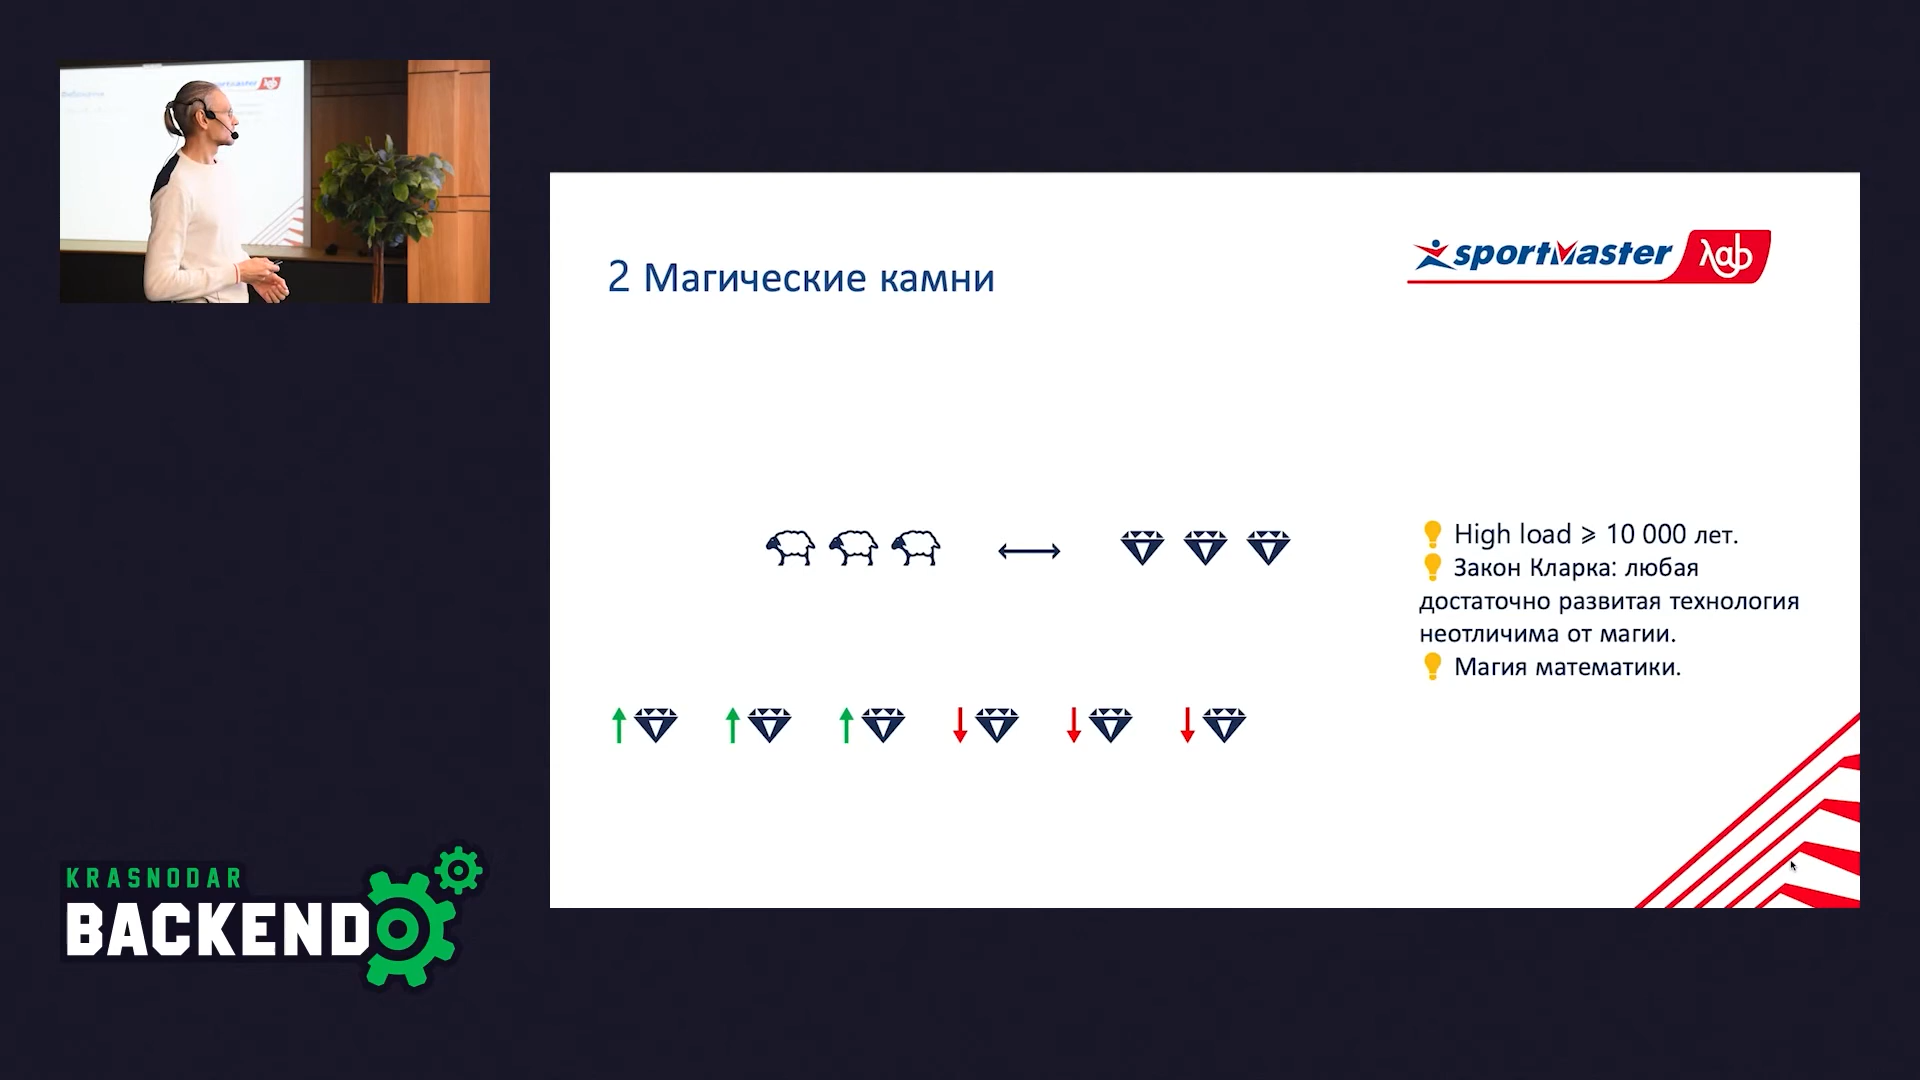 2 Магические камни
sportmaster λab
High load ⩾ 10 000 лет.
Закон Кларка: любая
достаточно развитая технология
неотличима от магии.
Магия математики.
KRASNODAR
BACKEND